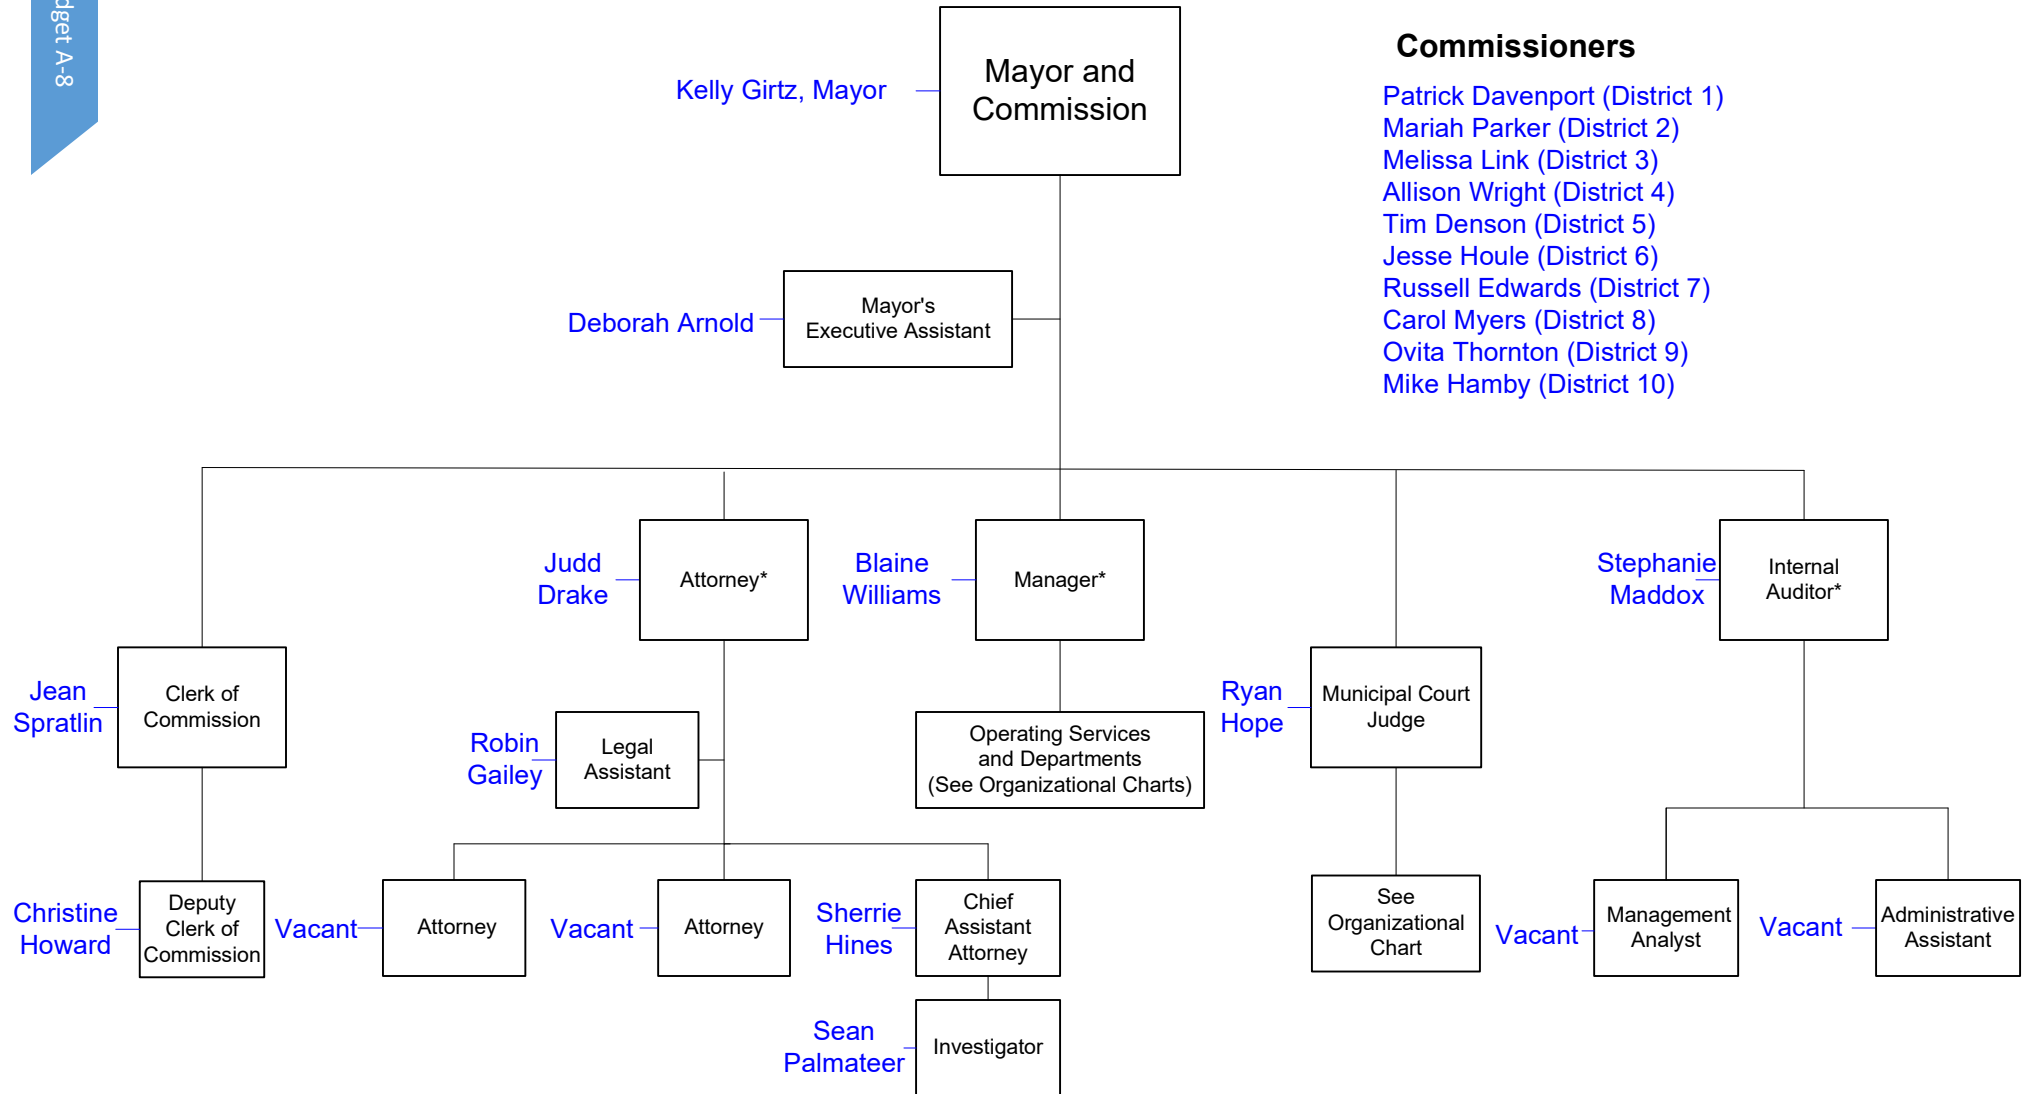 dget A-8
Mayor and
Commission
Kelly Girtz, Mayor
Commissioners
Patrick Davenport (District 1)
Mariah Parker (District 2)
Melissa Link (District 3)
Allison Wright (District 4)
Tim Denson (District 5)
Jesse Houle (District 6)
Russell Edwards (District 7)
Carol Myers (District 8)
Ovita Thornton (District 9)
Mike Hamby (District 10)
Deborah Arnold
Mayor's
Executive Assistant
Judd
Drake
Attorney*
Blaine
Williams
Manager*
Stephanie
Maddox
Internal
Auditor*
Jean
Spratlin
Clerk of
Commission
Robin
Gailey
Legal
Assistant
Operating Services
and Departments
(See Organizational Charts)
Ryan
Hope
Municipal Court
Judge
Christine
Howard
Deputy
Clerk of
Commission
Vacant
Attorney
Vacant
Attorney
Sherrie
Hines
Chief
Assistant
Attorney
See
Organizational
Chart
Vacant
Management
Analyst
Vacant
Administrative
Assistant
Sean
Palmateer
Investigator